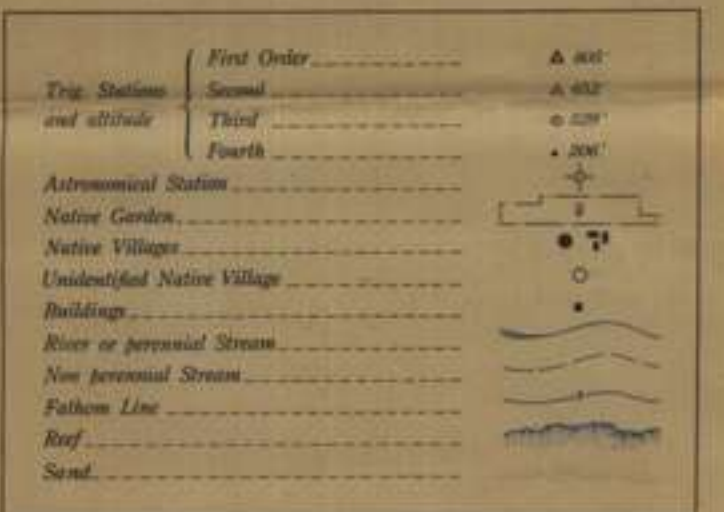 First Order
Trig. Stations Second
and altitude Third
Fourth 206'
Astronomical Station
Native Garden
Native Villages
Unidentified Native Village
Buildings
River or perennial Stream
Non perennial Stream
Fathom Line
Reef
Sand